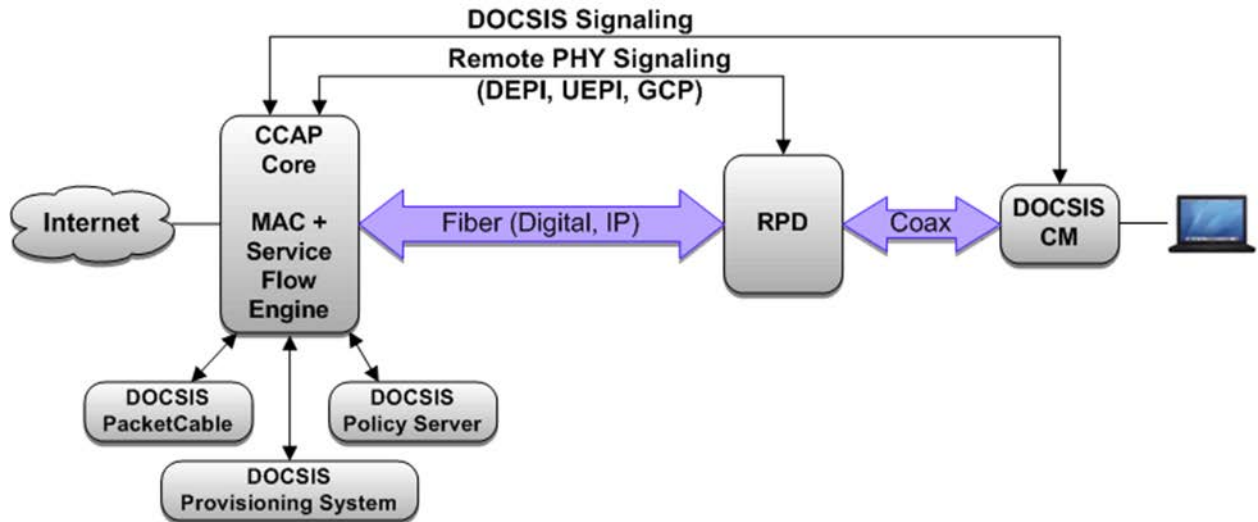 DOCSIS Signaling
Remote PHY Signaling
(DEPI, UEPI, GCP)
CCAP
Core
MAC +
Service
Flow
Engine
Internet
Fiber (Digital, IP)
RPD
Coax
DOCSIS
CM
DOCSIS
PacketCable
DOCSIS
Policy Server
DOCSIS
Provisioning System